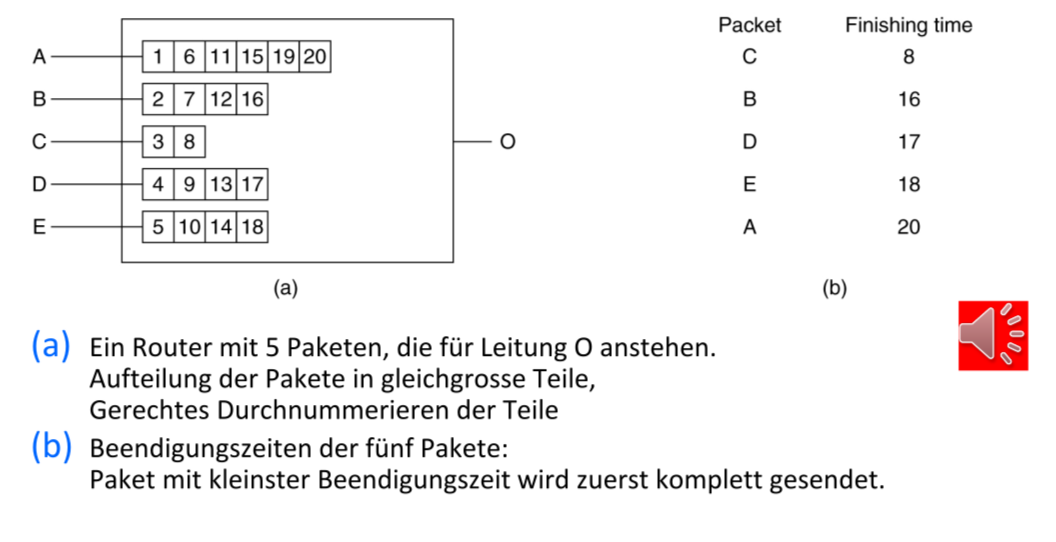 Packet Finishing time
A 1 6 11 15 19 20 C 8
B 2 7 12 16 B 16
C 3 8 O D 17
D 4 9 13 17 E 18
E 5 10 14 18 A 20
(a) (b)
(a) Ein Router mit 5 Paketen, die für Leitung O anstehen.
Aufteilung der Pakete in gleichgrosse Teile,
Gerechtes Durchnummerieren der Teile
(b) Beendigungszeiten der fünf Pakete:
Paket mit kleinster Beendigungszeit wird zuerst komplett gesendet.